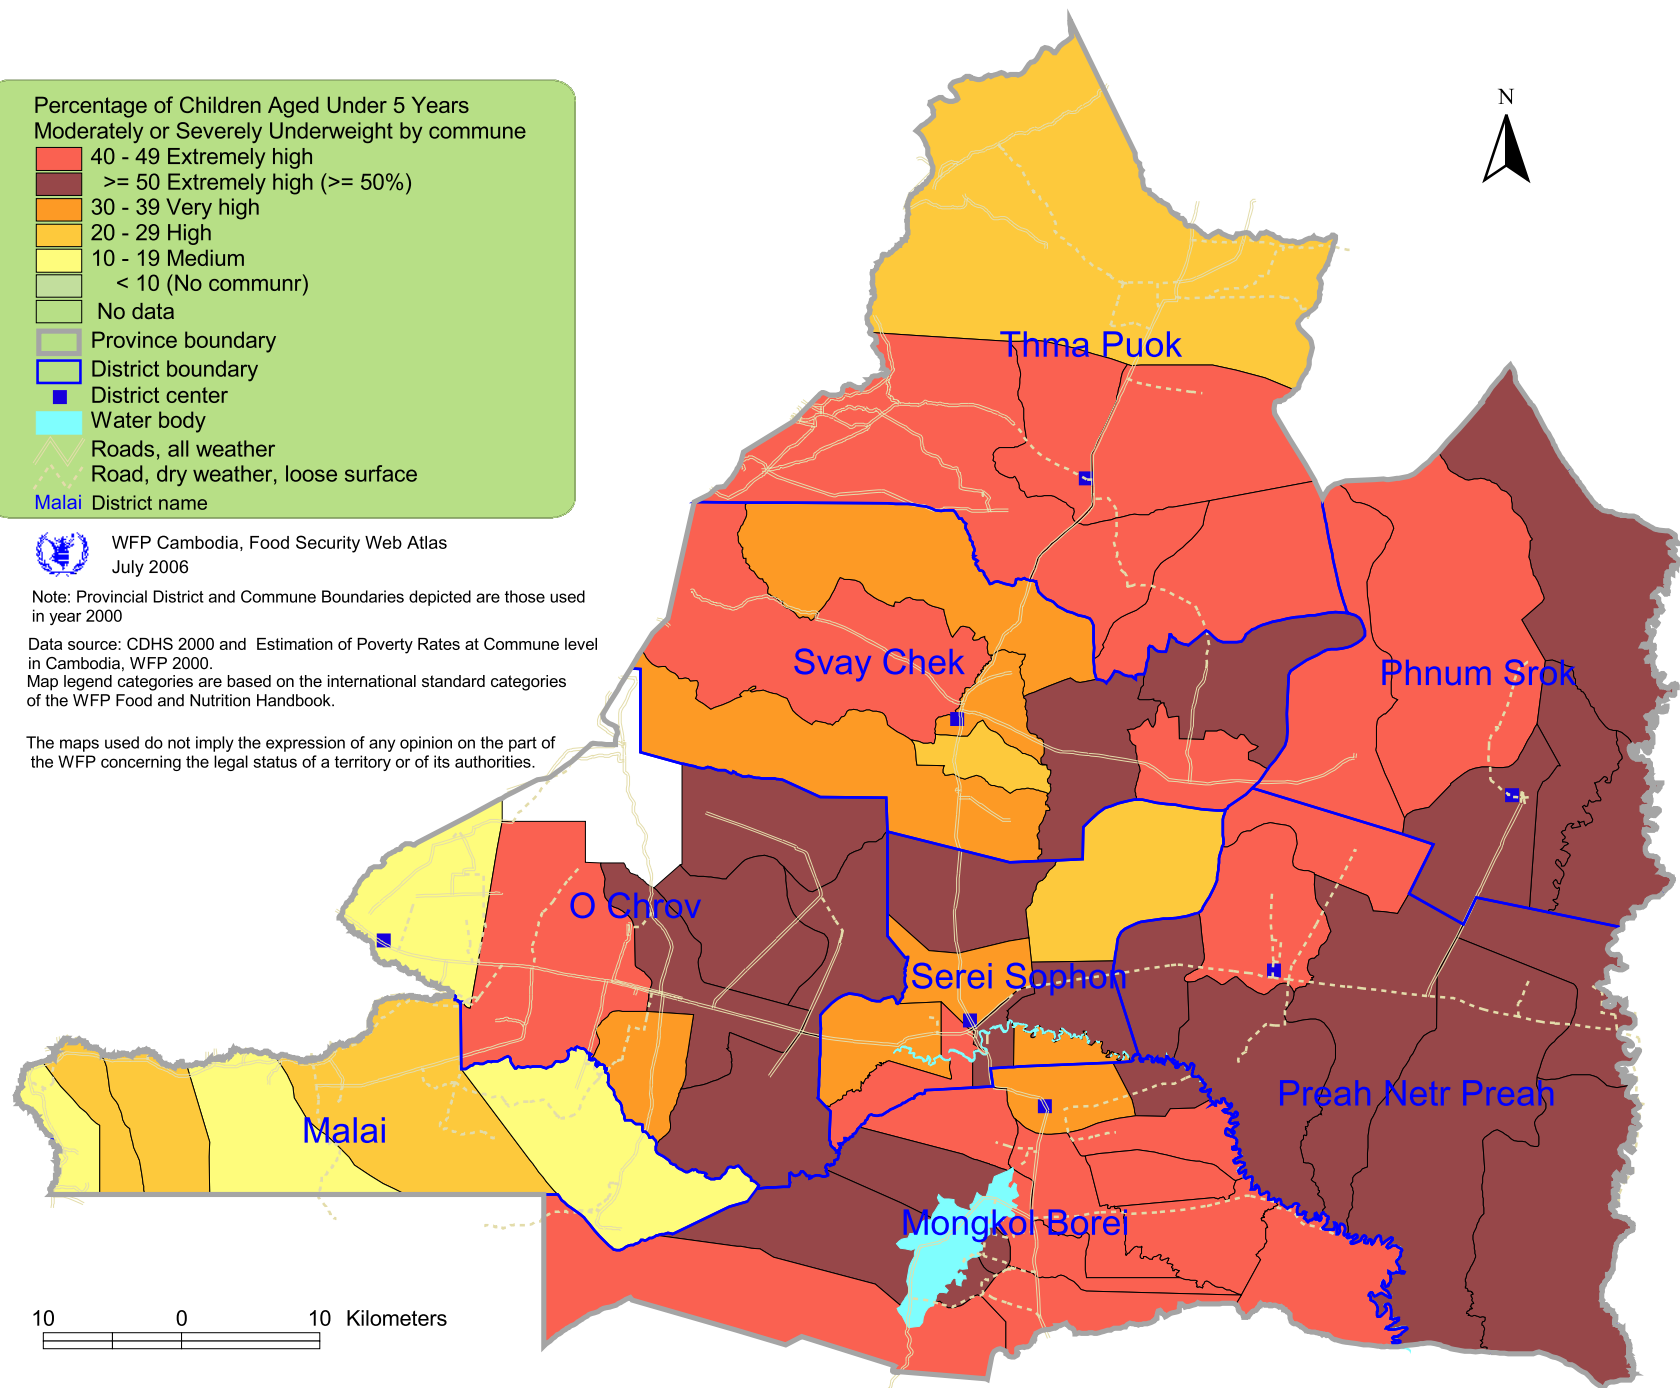 Percentage of Children Aged Under 5 Years
Moderately or Severely Underweight by commune
40 - 49 Extremely high
>= 50 Extremely high (>= 50%)
30 - 39 Very high
20 - 29 High
10 - 19 Medium
< 10 (No communr)
No data
Province boundary
District boundary
District center
Water body
Roads, all weather
Road, dry weather, loose surface
Malai District name
WFP Cambodia, Food Security Web Atlas
July 2006
Note: Provincial District and Commune Boundaries depicted are those used
in year 2000
Data source: CDHS 2000 and Estimation of Poverty Rates at Commune level
in Cambodia, WFP 2000.
Map legend categories are based on the international standard categories
of the WFP Food and Nutrition Handbook.
The maps used do not imply the expression of any opinion on the part of
the WFP concerning the legal status of a territory or of its authorities.
N
Thma Puok
Svay Chek
Phnum Srok
O Chrov
Serei Sophon
Preah Netr Preah
Malai
Mongkol Borei
10 0 10 Kilometers